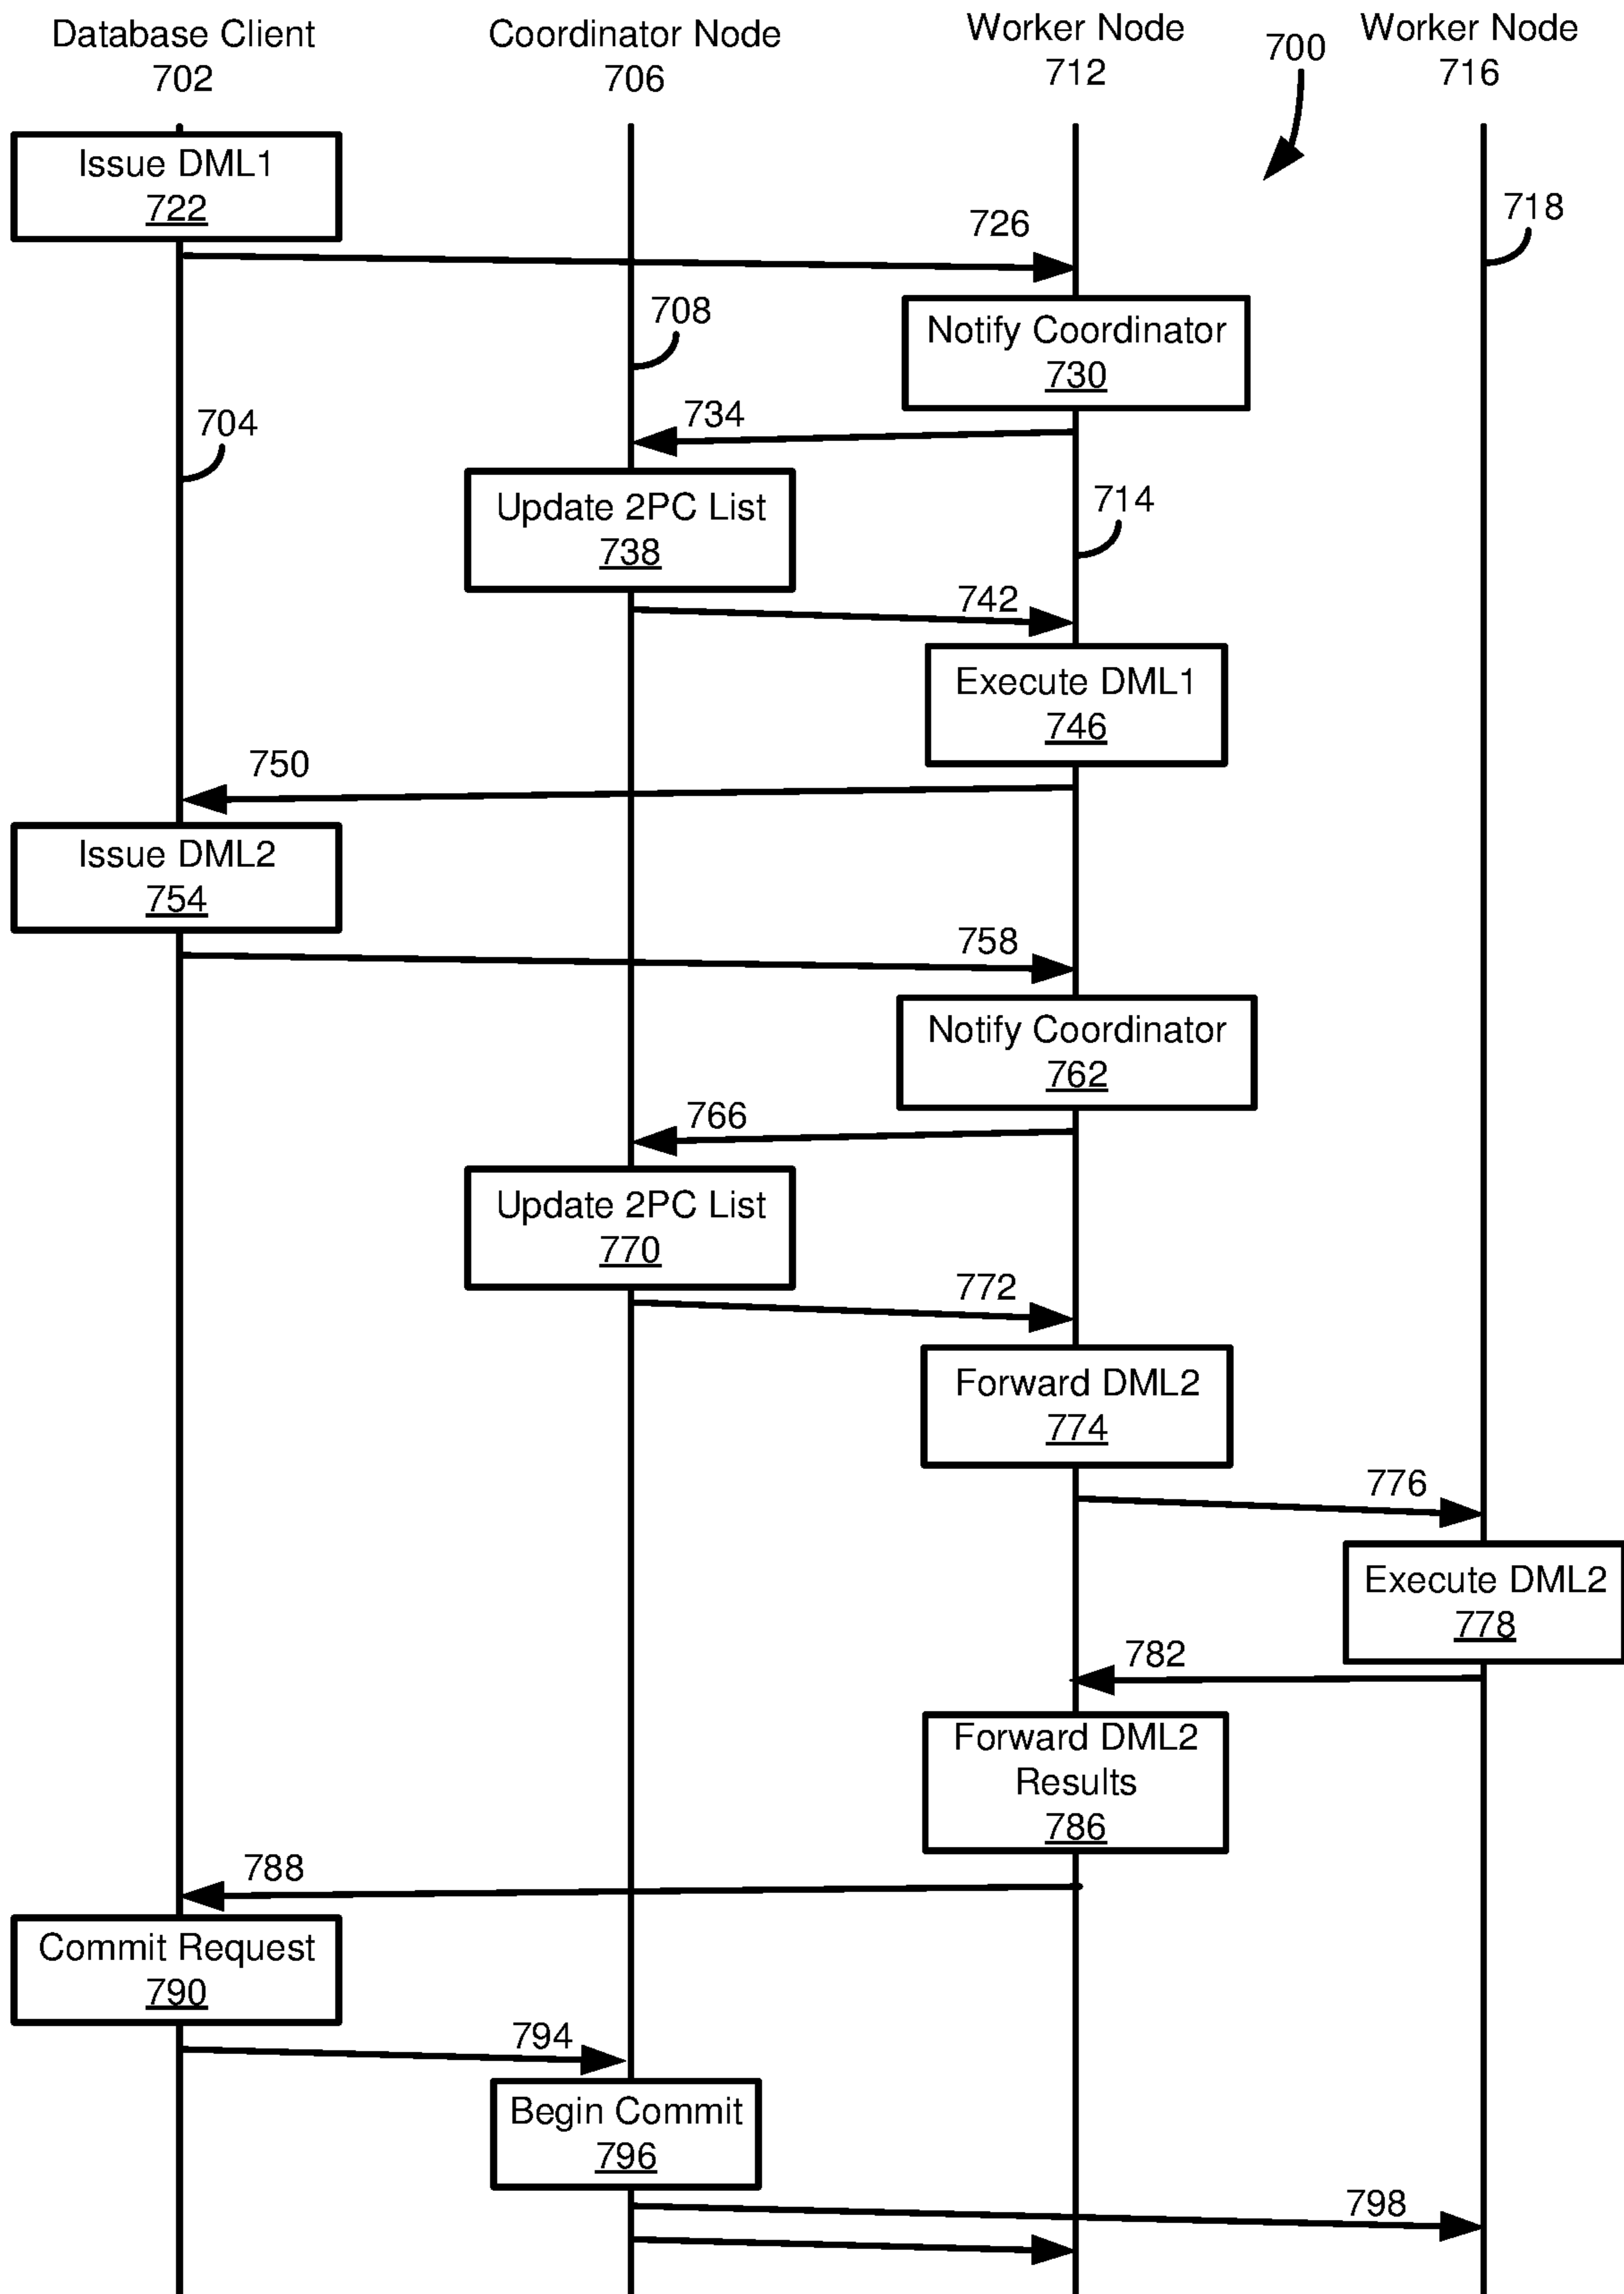 Database Client
702
Coordinator Node
706
Worker Node
712
700
Worker Node
716
Issue DML1
722
718
726
708
Notify Coordinator
730
704
734
714
Update 2PC List
738
742
Execute DML1
746
750
Issue DML2
754
758
Notify Coordinator
762
766
Update 2PC List
770
772
Forward DML2
774
776
Execute DML2
778
782
Forward DML2
Results
786
788
Commit Request
790
794
Begin Commit
796
798